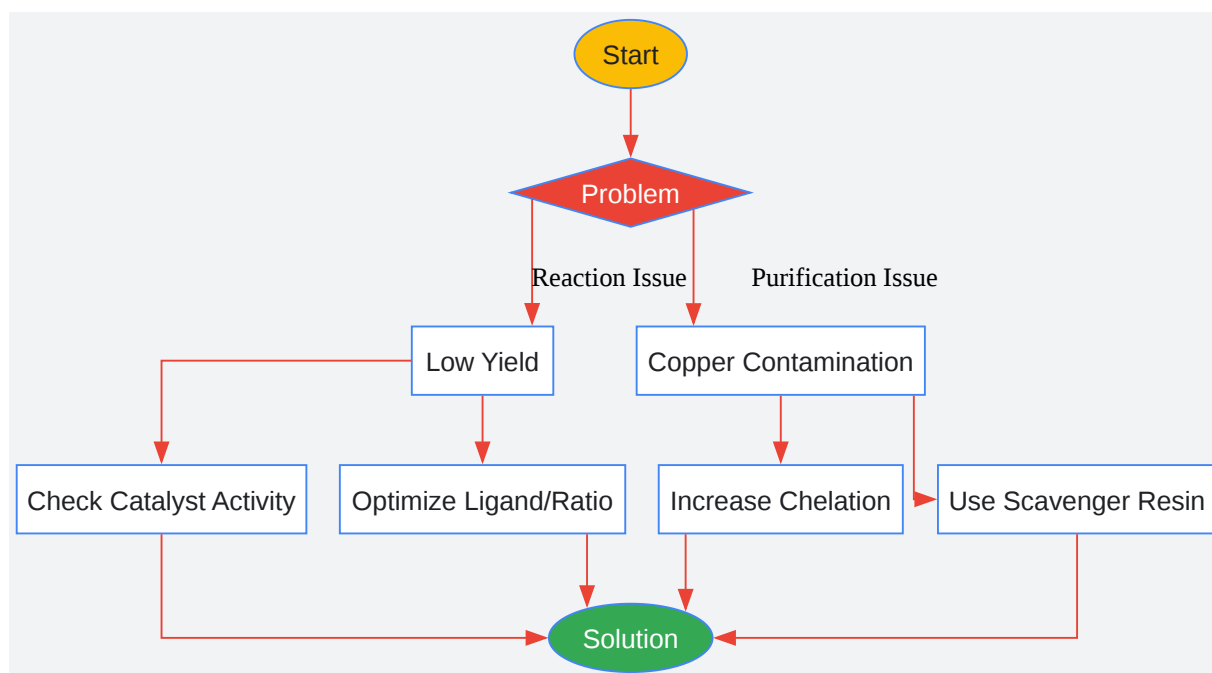 Start
Problem
Reaction Issue
Purification Issue
Low Yield
Copper Contamination
Check Catalyst Activity
Optimize Ligand/Ratio
Increase Chelation
Use Scavenger Resin
Solution